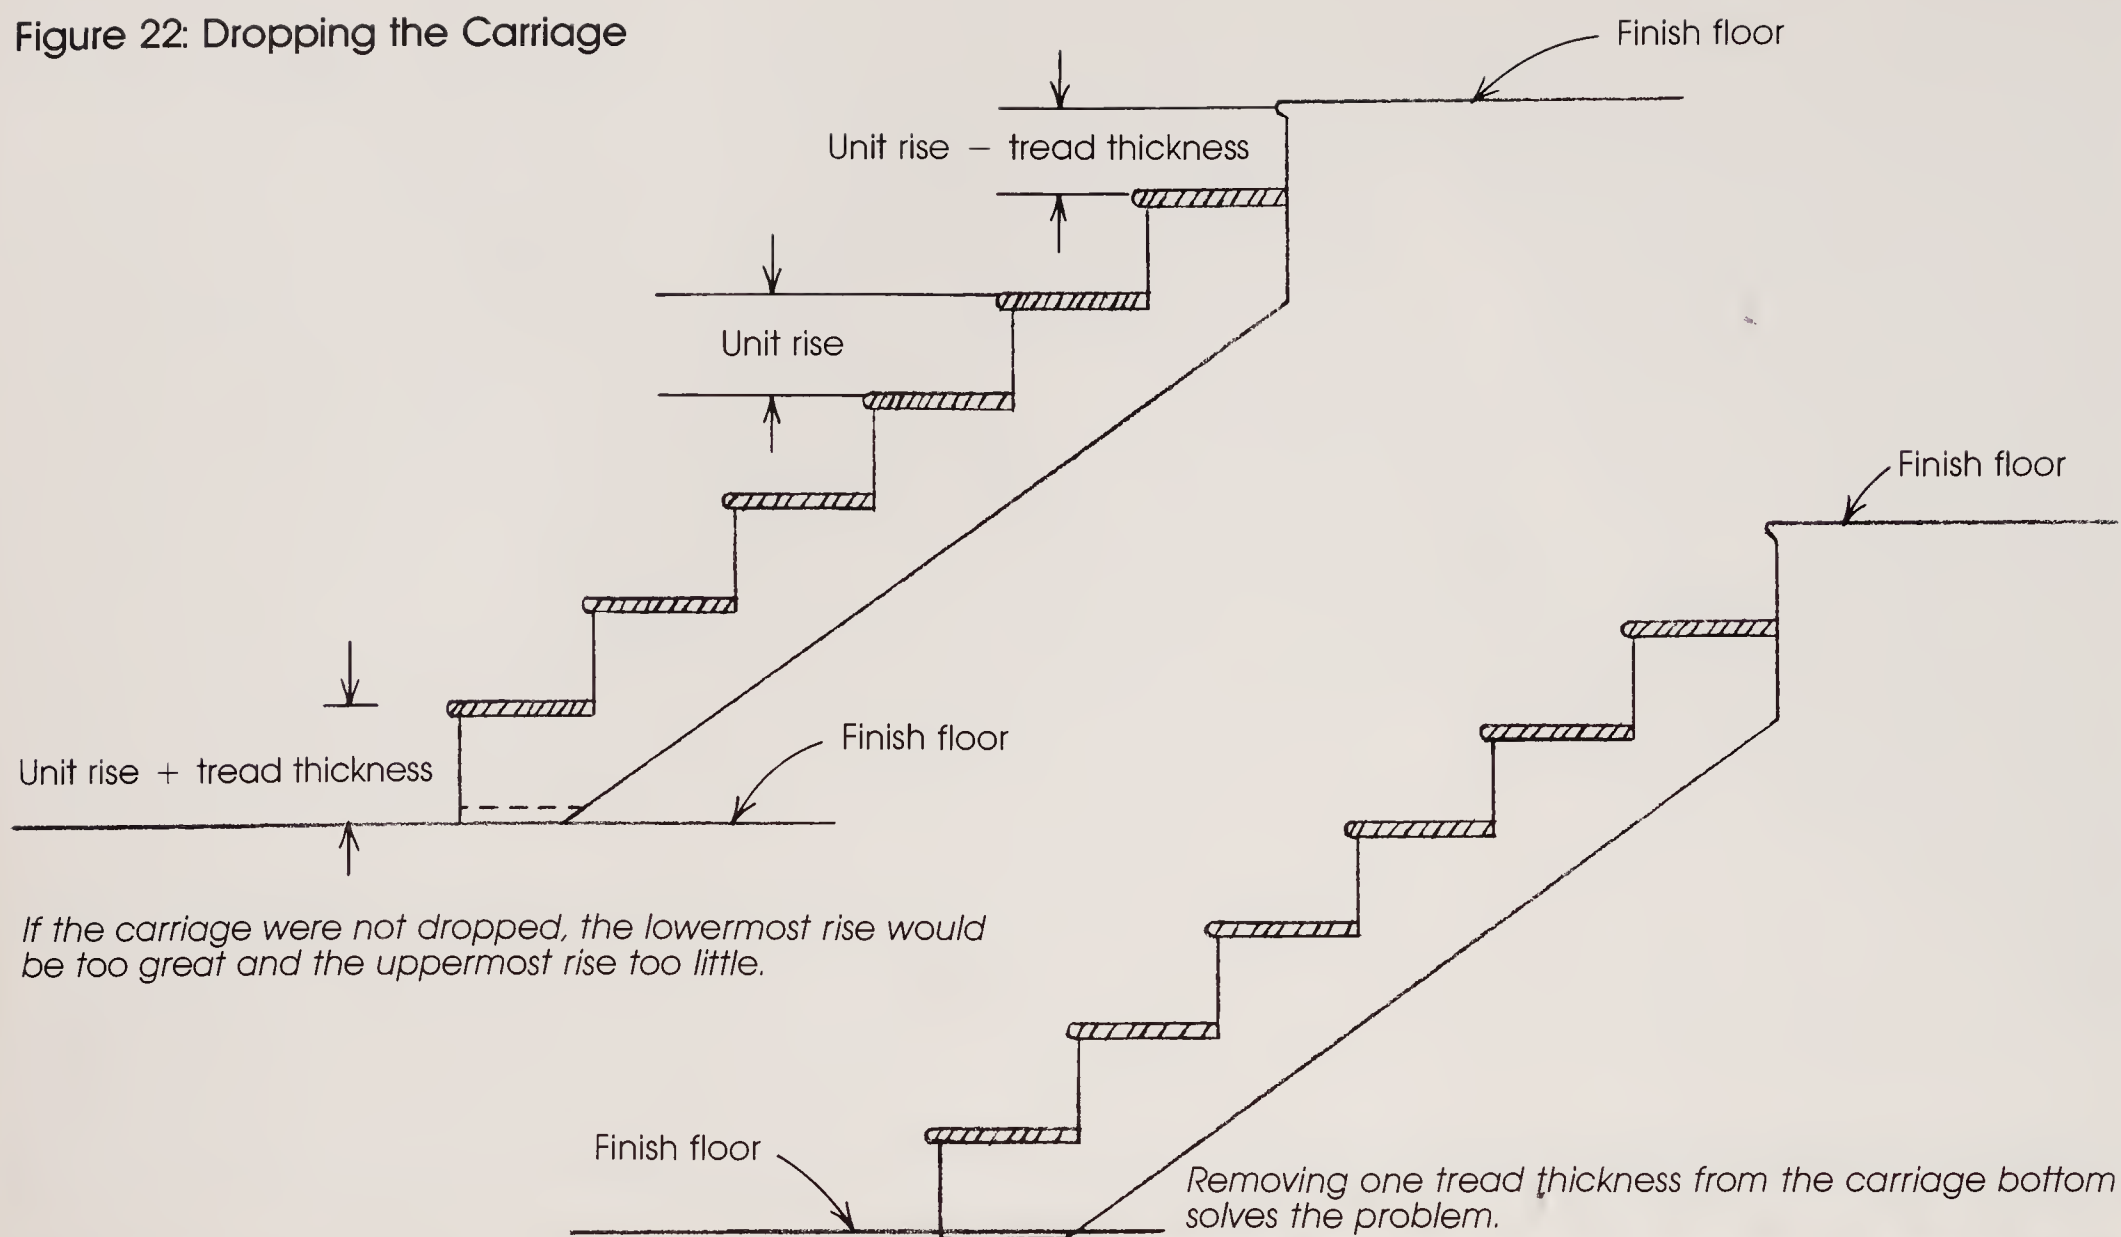 Figure 22: Dropping the Carriage
Finish floor
Unit rise – tread thickness
Unit rise
Finish floor
Finish floor
Unit rise + tread thickness
If the carriage were not dropped, the lowermost rise would
be too great and the uppermost rise too little.
Finish floor
Removing one tread thickness from the carriage bottom
solves the problem.